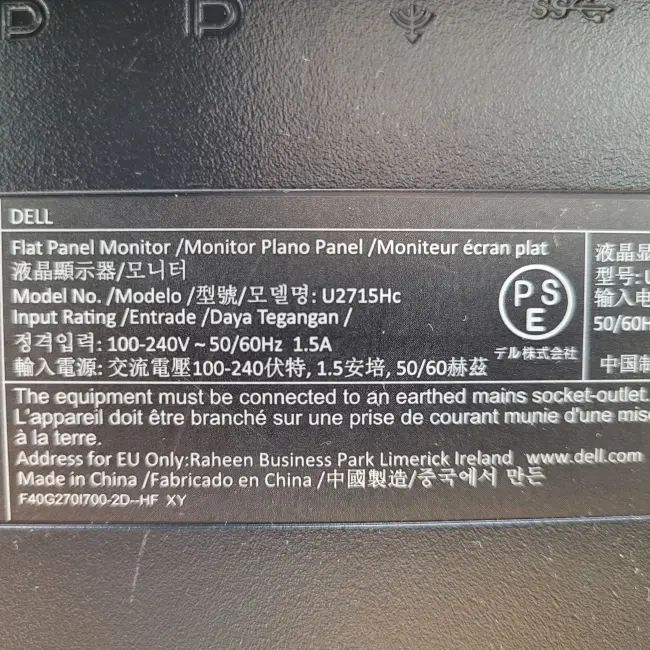 DELL
Flat Panel Monitor /Monitor Plano Panel /Moniteur écran plat
液晶顯示器/모니터
Model No. /Modelo /型號/모델명: U2715Hc
Input Rating /Entrade /Daya Tegangan /
정격입력: 100-240V ~ 50/60Hz 1.5A
輸入電源: 交流電壓100-240伏特, 1.5安培, 50/60赫茲
PSE
デル株式会社
液晶显
型号: U
输入电
50/60H
中国制
The equipment must be connected to an earthed mains socket-outlet.
L'appareil doit être branché sur une prise de courant munie d'une mise
à la terre.
Address for EU Only:Raheen Business Park Limerick Ireland www.dell.com
Made in China /Fabricado en China /中國製造/중국에서 만든
F40G270I700-2D--HF XY